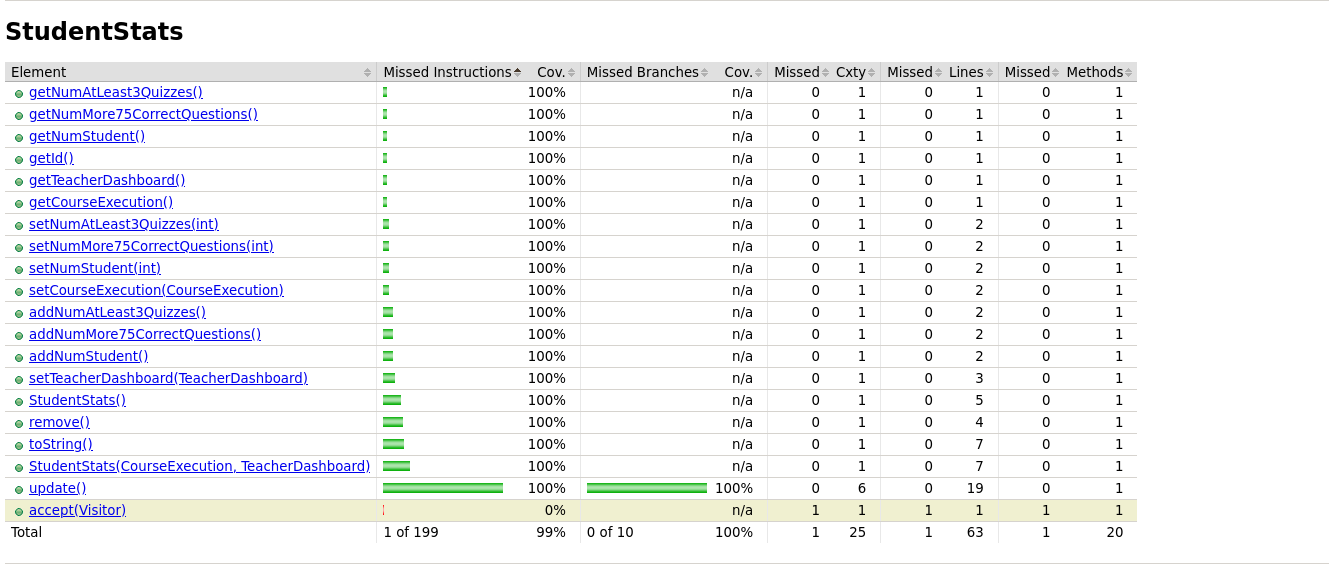 StudentStats
Element Missed Instructions Cov. Missed Branches Cov. Missed Cxty Missed Lines Missed Methods
getNumAtLeast3Quizzes() 100% n/a 0 1 0 1 0 1
getNumMore75CorrectQuestions() 100% n/a 0 1 0 1 0 1
getNumStudent() 100% n/a 0 1 0 1 0 1
getId() 100% n/a 0 1 0 1 0 1
getTeacherDashboard() 100% n/a 0 1 0 1 0 1
getCourseExecution() 100% n/a 0 1 0 1 0 1
setNumAtLeast3Quizzes(int) 100% n/a 0 1 0 2 0 1
setNumMore75CorrectQuestions(int) 100% n/a 0 1 0 2 0 1
setNumStudent(int) 100% n/a 0 1 0 2 0 1
setCourseExecution(CourseExecution) 100% n/a 0 1 0 2 0 1
addNumAtLeast3Quizzes() 100% n/a 0 1 0 2 0 1
addNumMore75CorrectQuestions() 100% n/a 0 1 0 2 0 1
addNumStudent() 100% n/a 0 1 0 2 0 1
setTeacherDashboard(TeacherDashboard) 100% n/a 0 1 0 3 0 1
StudentStats() 100% n/a 0 1 0 5 0 1
remove() 100% n/a 0 1 0 4 0 1
toString() 100% n/a 0 1 0 7 0 1
StudentStats(CourseExecution, TeacherDashboard) 100% n/a 0 1 0 7 0 1
update() 100% 100% 0 6 0 19 0 1
accept(Visitor) 0% n/a 1 1 1 1 1 1
Total 1 of 199 99% 0 of 10 100% 1 25 1 63 1 20